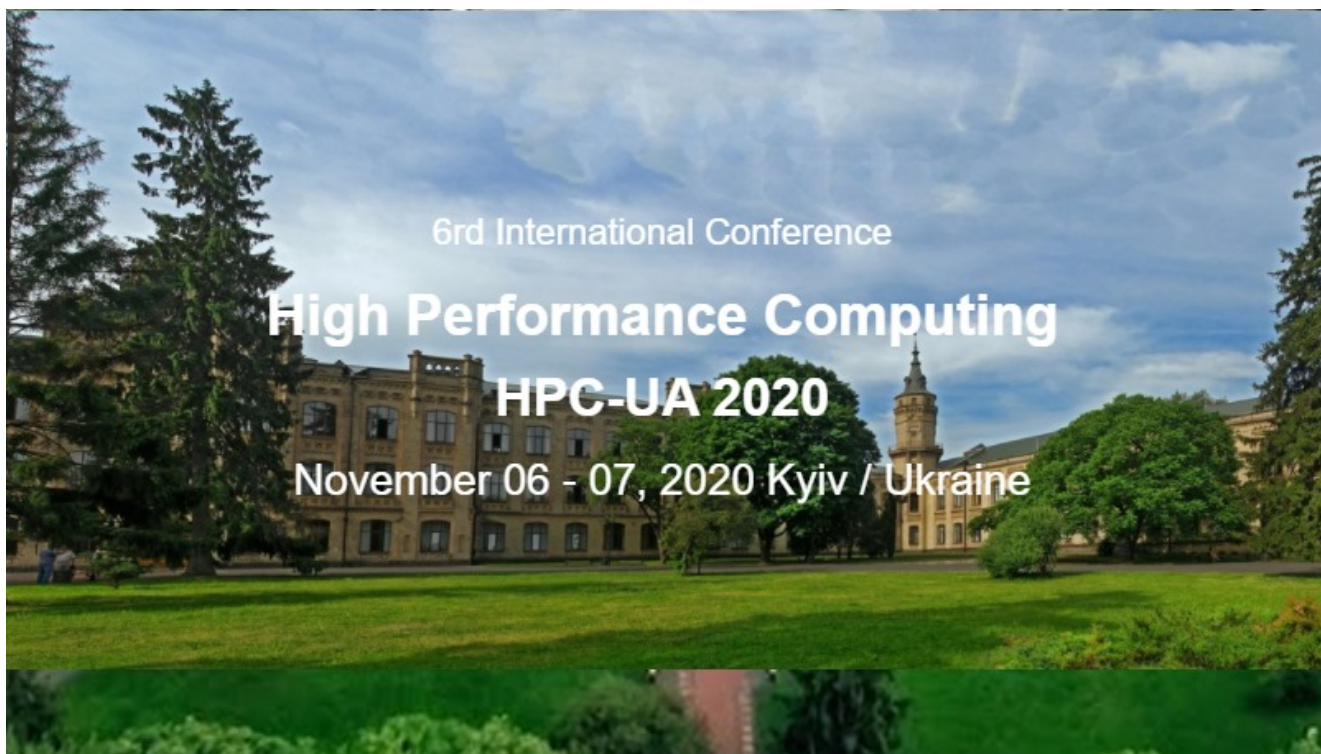 6rd International Conference
High Performance Computing
HPC-UA 2020
November 06 - 07, 2020 Kyiv / Ukraine